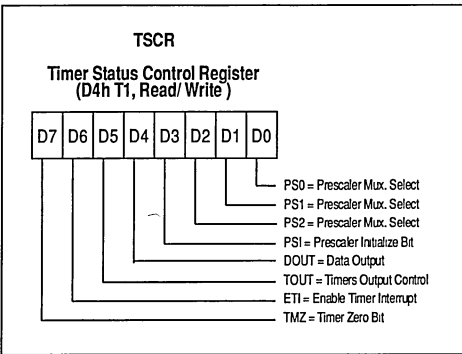 TSCR
Timer Status Control Register
(D4h T1, Read/ Write )
D7 D6 D5 D4 D3 D2 D1 D0
PS0 = Prescaler Mux. Select
PS1 = Prescaler Mux. Select
PS2 = Prescaler Mux. Select
PSI = Prescaler Initialize Bit
DOUT = Data Output
TOUT = Timers Output Control
ETI = Enable Timer Interrupt
TMZ = Timer Zero Bit